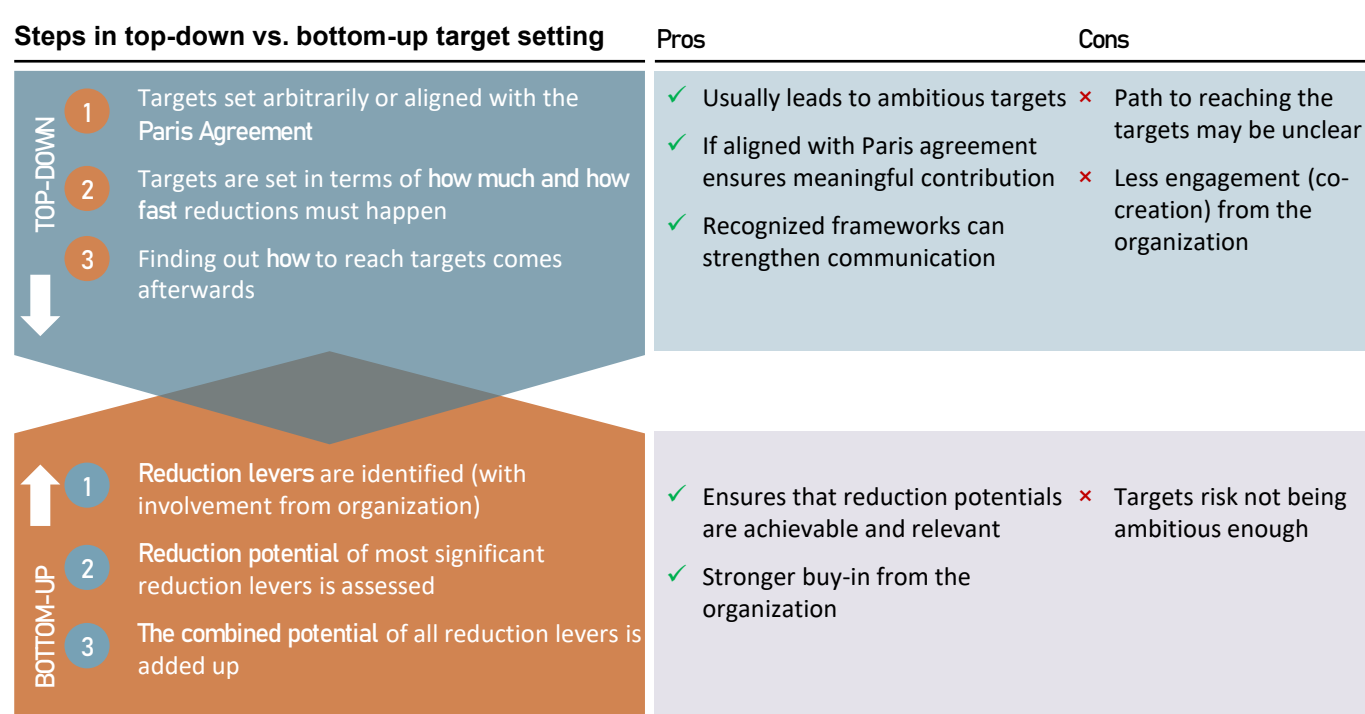 Steps in top-down vs. bottom-up target setting
Pros
Cons
TOP-DOWN
1
Targets set arbitrarily or aligned with the
Paris Agreement
2
Targets are set in terms of how much and how
fast reductions must happen
3
Finding out how to reach targets comes
afterwards
✓ Usually leads to ambitious targets
✓ If aligned with Paris agreement
ensures meaningful contribution
✓ Recognized frameworks can
strengthen communication
× Path to reaching the
targets may be unclear
× Less engagement (co-
creation) from the
organization
BOTTOM-UP
1
Reduction levers are identified (with
involvement from organization)
2
Reduction potential of most significant
reduction levers is assessed
3
The combined potential of all reduction levers is
added up
✓ Ensures that reduction potentials
are achievable and relevant
✓ Stronger buy-in from the
organization
× Targets risk not being
ambitious enough